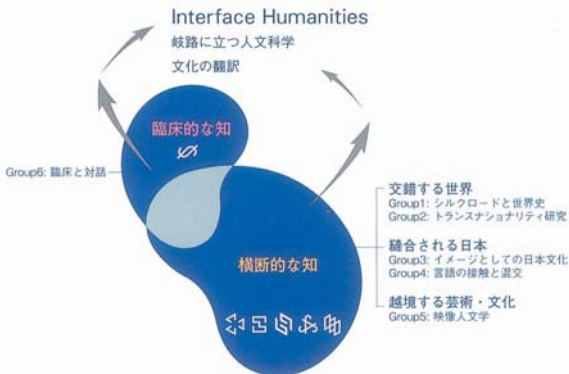 Interface Humanities
岐路に立つ人文科学
文化の翻訳
臨床的な知
Group6: 臨床と対話
横断的な知
交錯する世界
Group1: シルクロードと世界史
Group2: トランスナショナリティ研究
縫合される日本
Group3: イメージとしての日本文化
Group4: 言語の接触と混交
越境する芸術・文化
Group5: 映像人文学